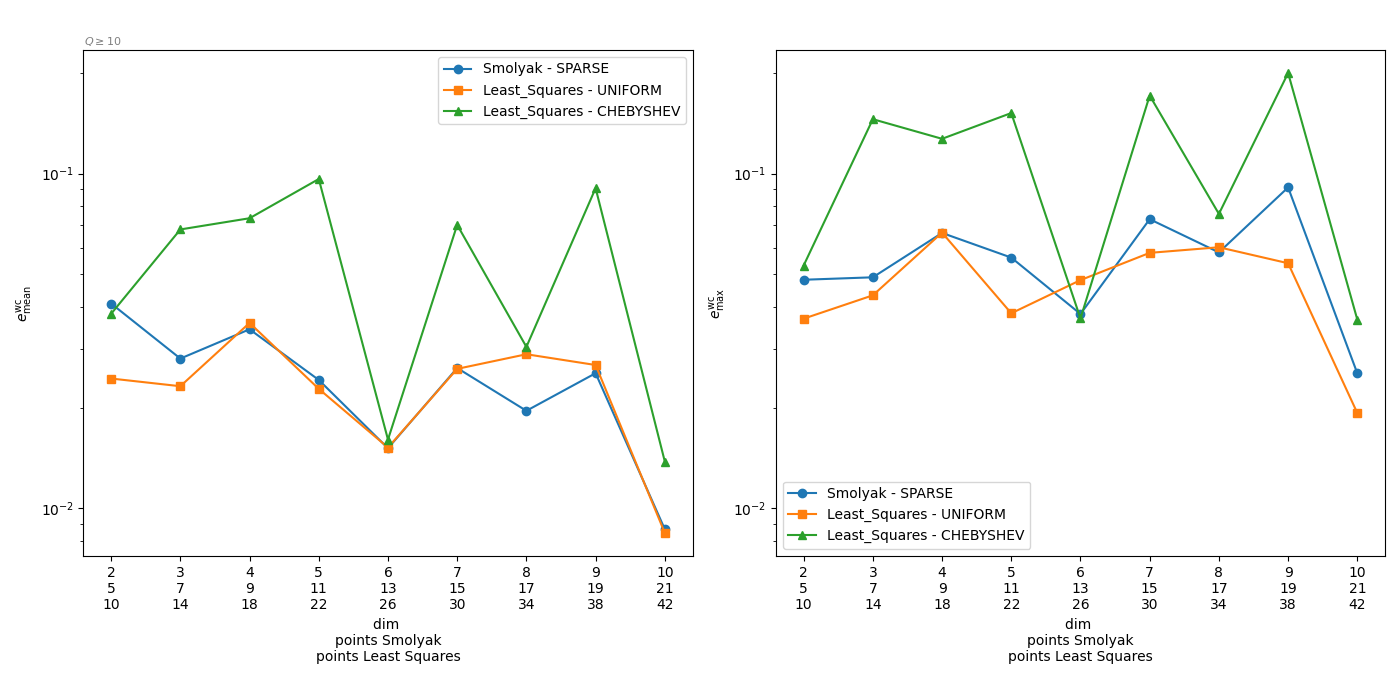 Q ≥ 10
Smolyak - SPARSE
Least_Squares - UNIFORM
Least_Squares - CHEBYSHEV
10⁻¹
10⁻²
e^wc_mean
2 3 4 5 6 7 8 9 10
5 7 9 11 13 15 17 19 21
10 14 18 22 26 30 34 38 42
dim
points Smolyak
points Least Squares
10⁻¹
10⁻²
e^wc_max
Smolyak - SPARSE
Least_Squares - UNIFORM
Least_Squares - CHEBYSHEV
2 3 4 5 6 7 8 9 10
5 7 9 11 13 15 17 19 21
10 14 18 22 26 30 34 38 42
dim
points Smolyak
points Least Squares